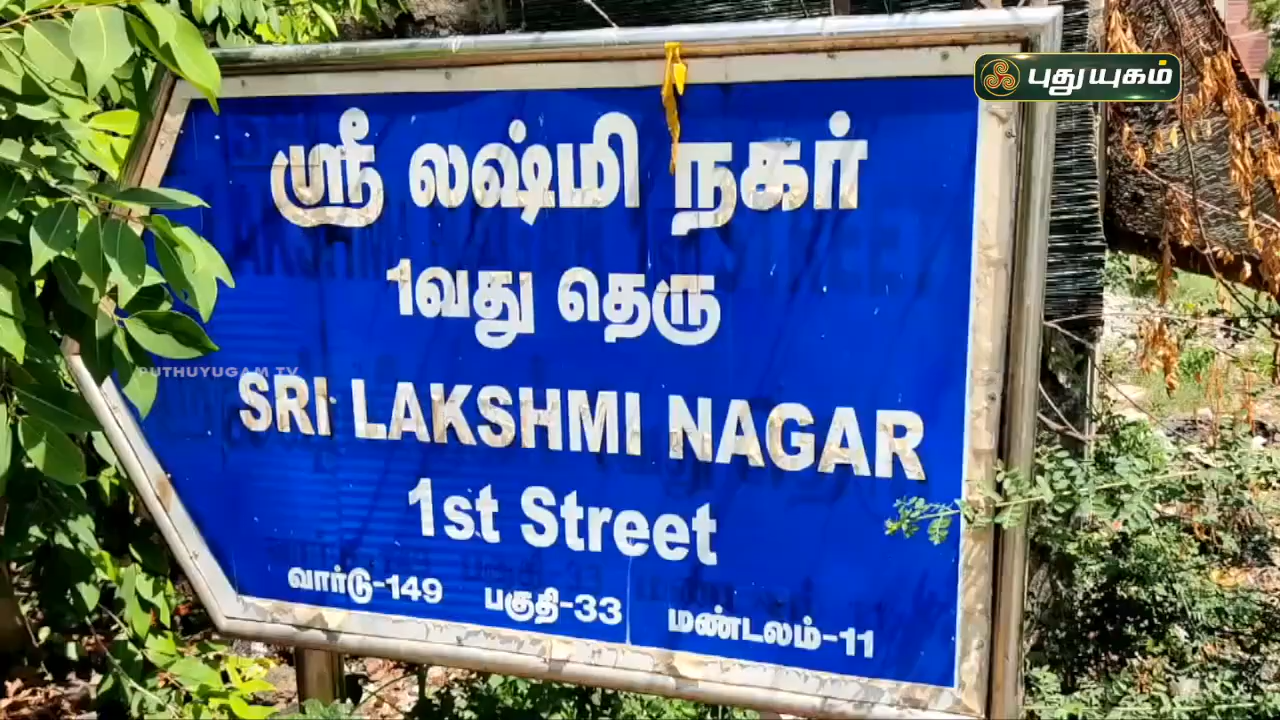 புதுயுகம்
ஸ்ரீ லஷ்மி நகர்
1வது தெரு
PUTHUYUGAM TV
SRI LAKSHMI NAGAR
1st Street
வார்டு-149 பகுதி-33 மண்டலம்-11